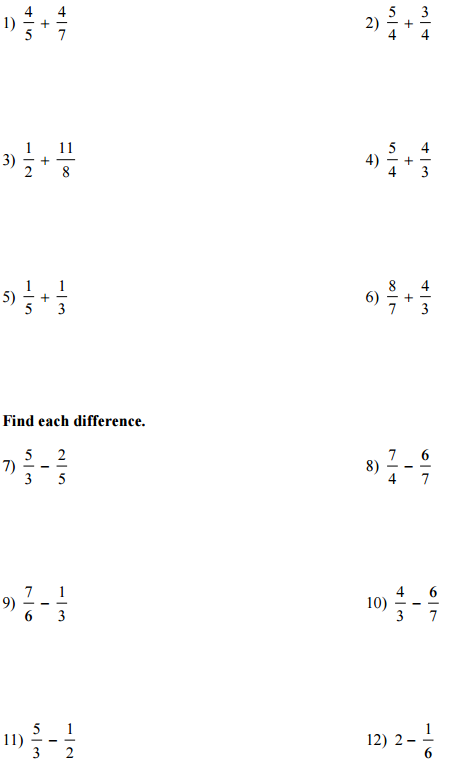 1) 4/5 + 4/7
2) 5/4 + 3/4
3) 1/2 + 11/8
4) 5/4 + 4/3
5) 1/5 + 1/3
6) 8/7 + 4/3
Find each difference.
7) 5/3 − 2/5
8) 7/4 − 6/7
9) 7/6 − 1/3
10) 4/3 − 6/7
11) 5/3 − 1/2
12) 2 − 1/6